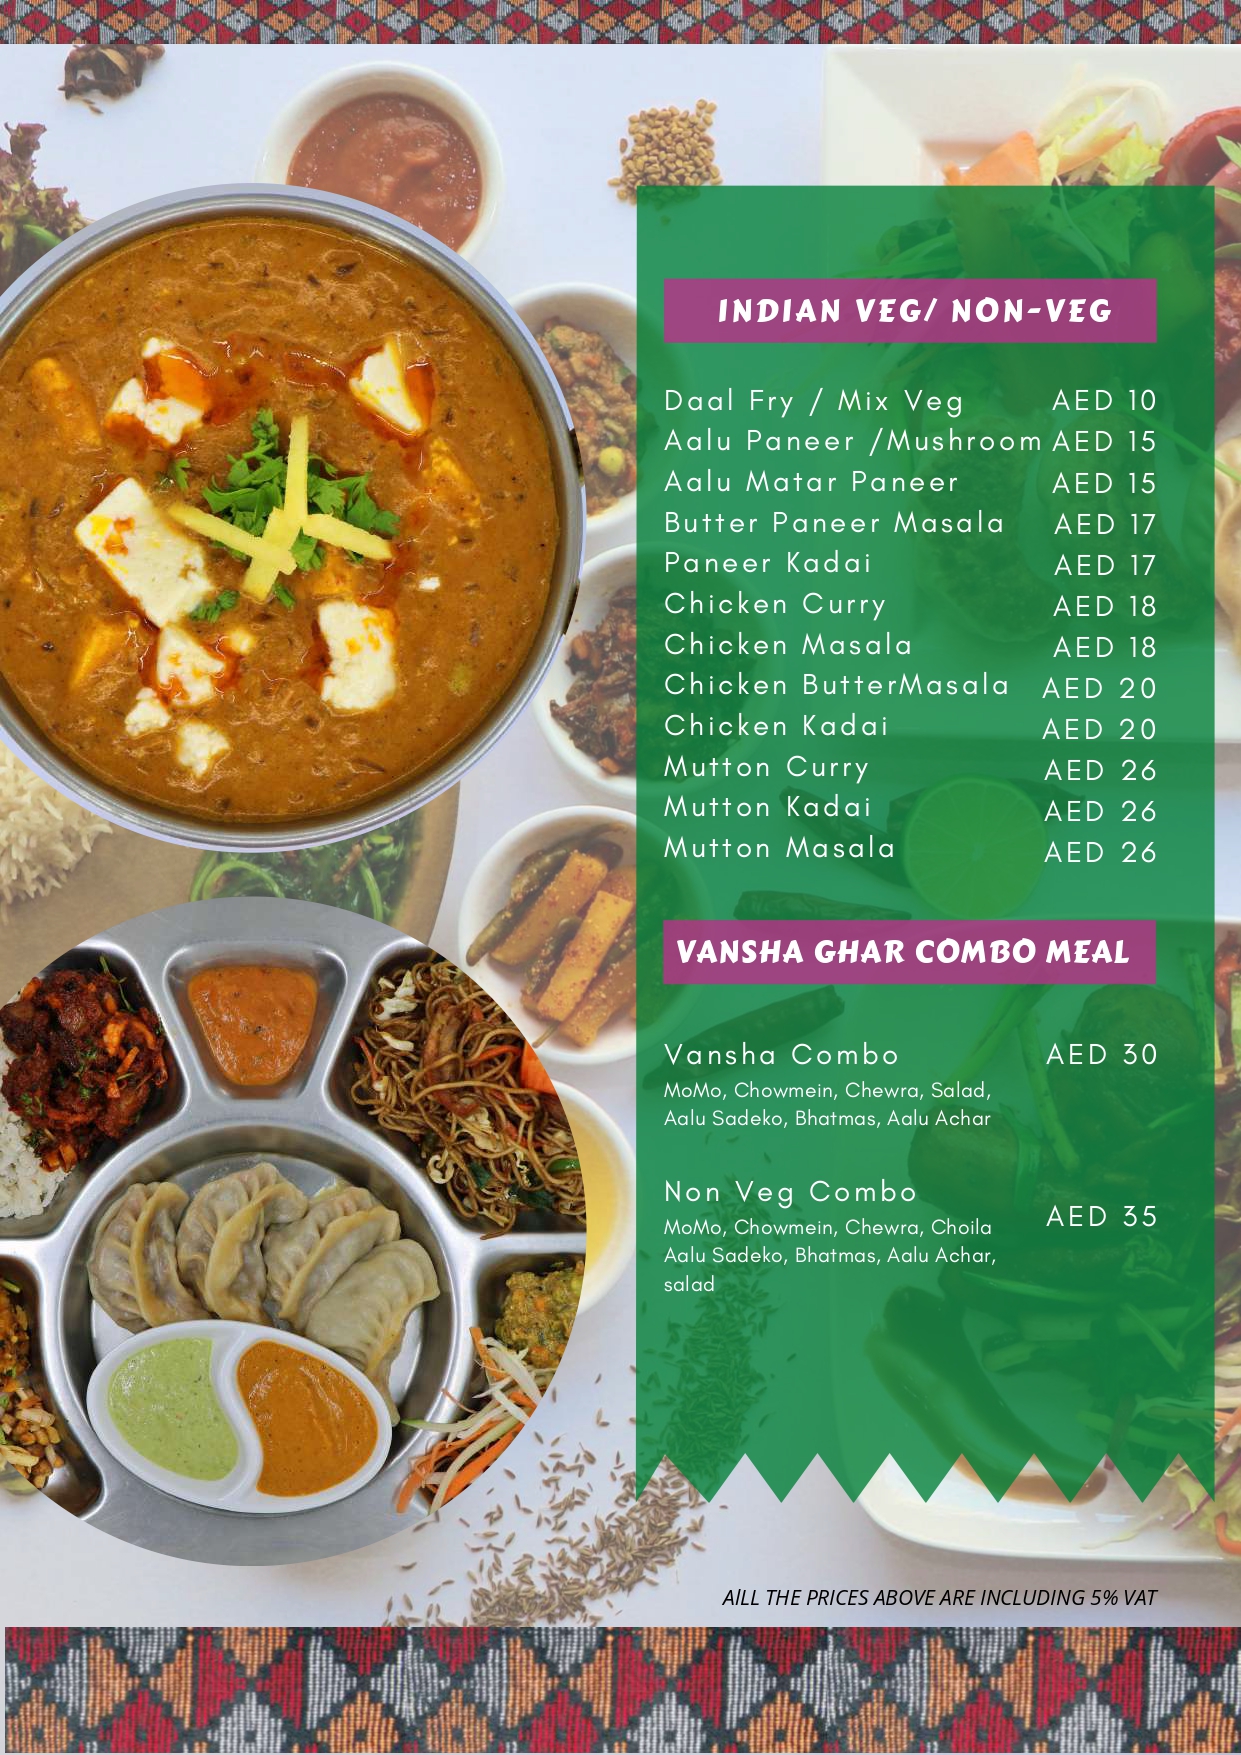 INDIAN VEG/ NON-VEG
Daal Fry / Mix Veg AED 10
Aalu Paneer /Mushroom AED 15
Aalu Matar Paneer AED 15
Butter Paneer Masala AED 17
Paneer Kadai AED 17
Chicken Curry AED 18
Chicken Masala AED 18
Chicken ButterMasala AED 20
Chicken Kadai AED 20
Mutton Curry AED 26
Mutton Kadai AED 26
Mutton Masala AED 26
VANSHA GHAR COMBO MEAL
Vansha Combo AED 30
MoMo, Chowmein, Chewra, Salad,
Aalu Sadeko, Bhatmas, Aalu Achar
Non Veg Combo
AED 35
MoMo, Chowmein, Chewra, Choila
Aalu Sadeko, Bhatmas, Aalu Achar,
salad
AlLL THE PRICES ABOVE ARE INCLUDING 5% VAT